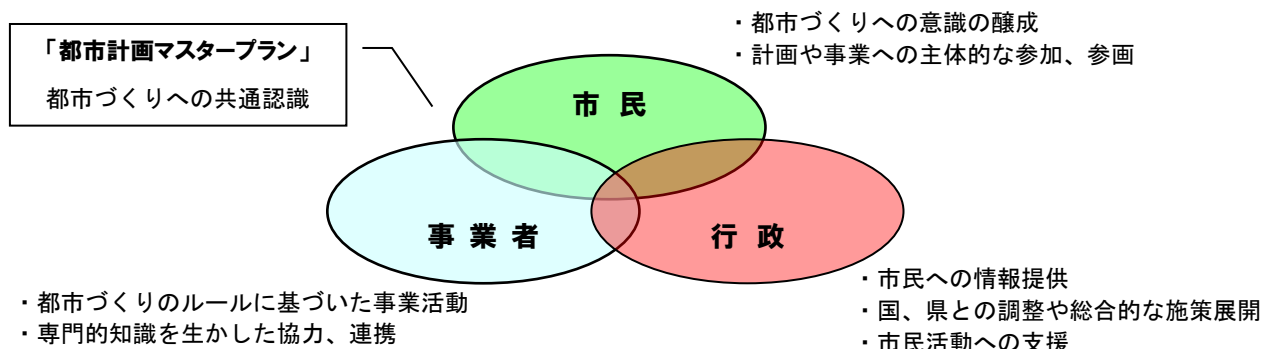 「都市計画マスタープラン」
都市づくりへの共通認識
・都市づくりへの意識の醸成
・計画や事業への主体的な参加、参画
市 民
事 業 者
行 政
・都市づくりのルールに基づいた事業活動
・専門的知識を生かした協力、連携
・市民への情報提供
・国、県との調整や総合的な施策展開
・市民活動への支援